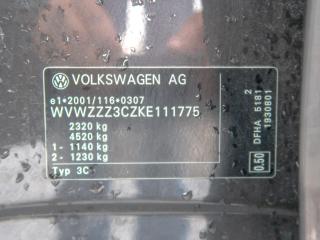 VOLKSWAGEN AG
e1*2001/116*0307
WVWZZZ3CZKE111775
2320 kg
4520 kg
1- 1140 kg
2- 1230 kg
Typ 3C
2
DFHA 5181
1930801
0.50